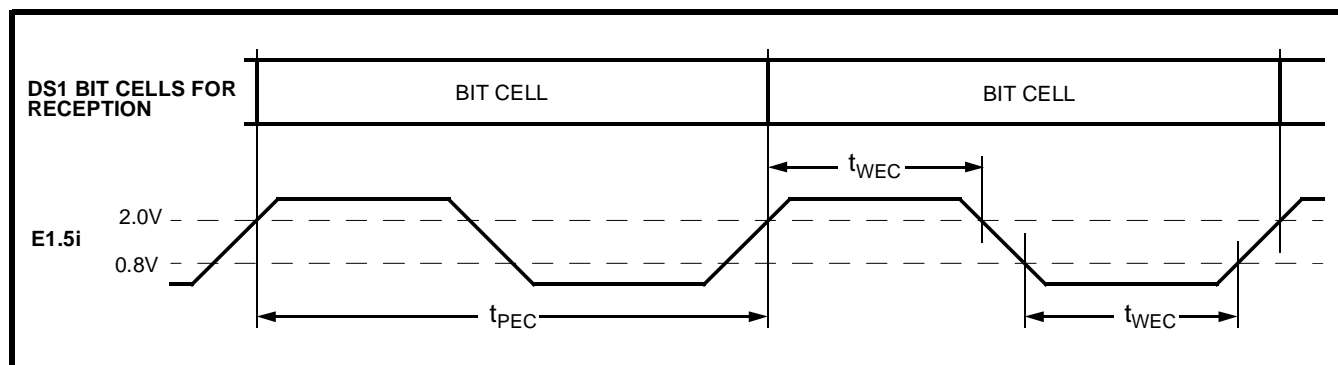 DS1 BIT CELLS FOR
RECEPTION
BIT CELL
BIT CELL
tWEC
2.0V
E1.5i
0.8V
tPEC
tWEC